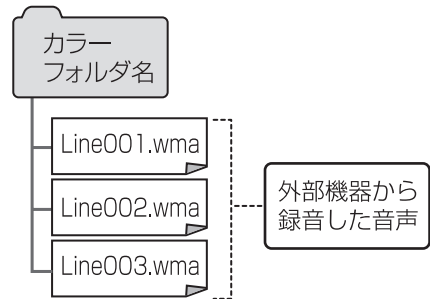 カラー
フォルダ名
Line001.wma
Line002.wma
Line003.wma
外部機器から
録音した音声